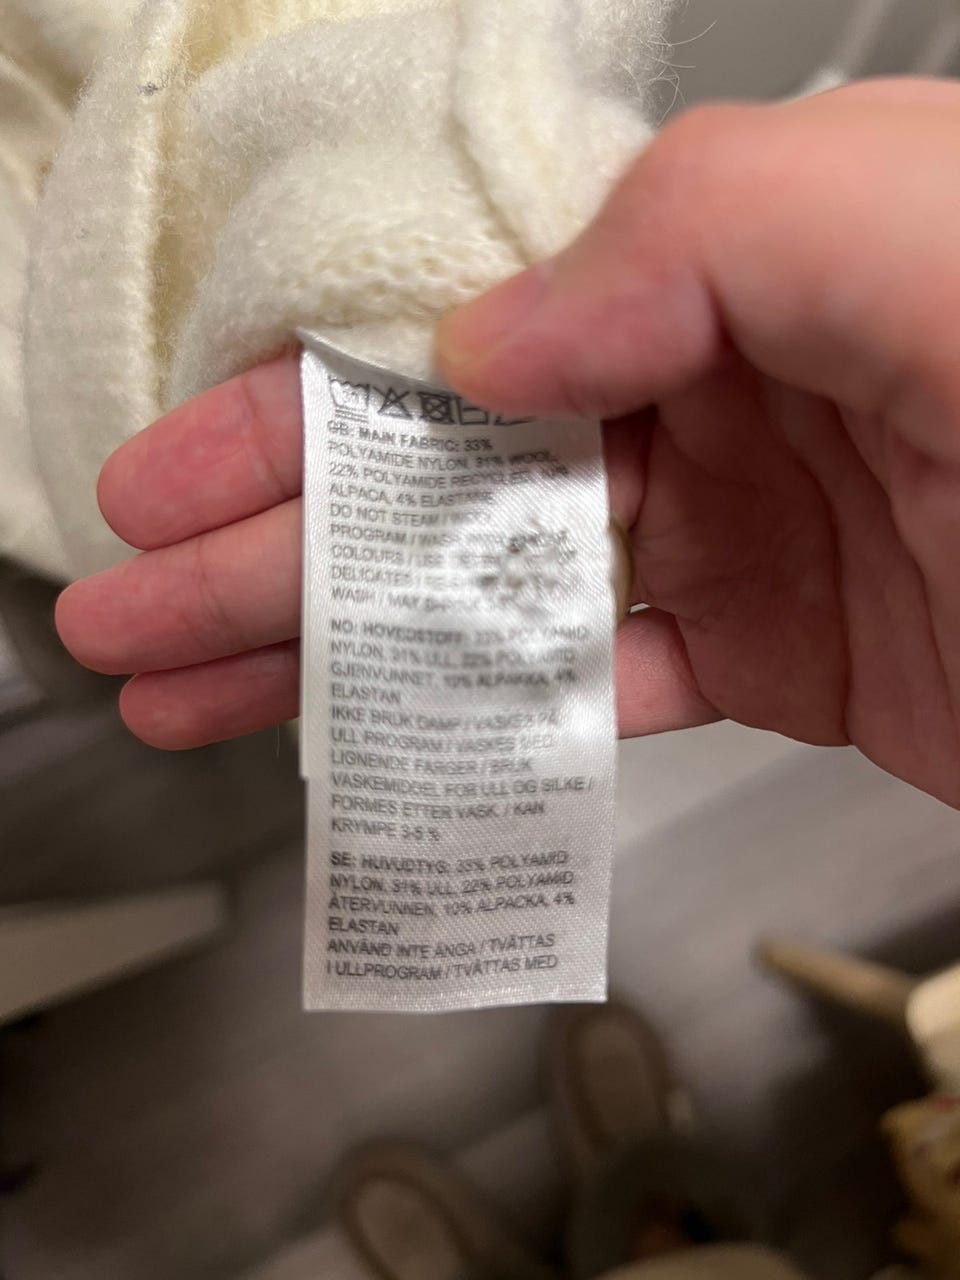 GB: MAIN FABRIC: 33%
POLYAMIDE NYLON, 31% WOOL,
22% POLYAMIDE RECYCLED, 10%
ALPACA, 4% ELASTANE
DO NOT STEAM / WOOL
PROGRAM / WASH WITH
COLOURS / USE
DELICATES /
WASH / MAY SHRINK
NO: HOVEDSTOFF: 33% POLYAMID
NYLON, 31% ULL, 22% POLYAMID
GJENVUNNET, 10% ALPAKKA, 4%
ELASTAN
IKKE BRUK DAMP / VASKES PÅ
ULL PROGRAM / VASKES MED
LIGNENDE FARGER / BRUK
VASKEMIDDEL FOR ULL OG SILKE /
FORMES ETTER VASK. / KAN
KRYMPE 3-5 %
SE: HUVUDTYG: 33% POLYAMID
NYLON, 31% ULL, 22% POLYAMID
ÅTERVUNNEN, 10% ALPACKA, 4%
ELASTAN
ANVÄND INTE ÅNGA / TVÄTTAS
I ULLPROGRAM / TVÄTTAS MED